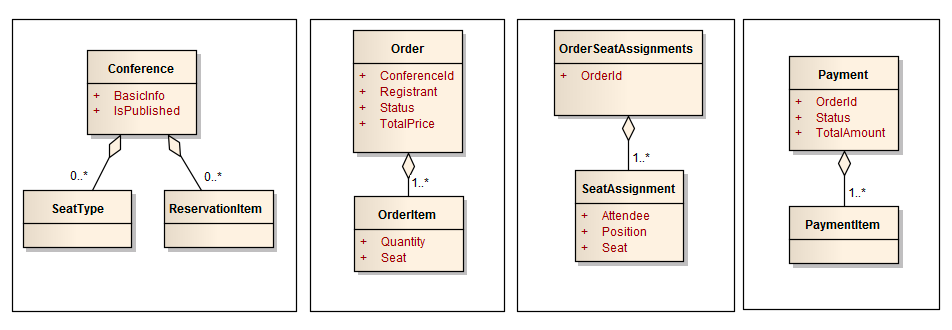 Conference
+ BasicInfo
+ IsPublished
0..*
0..*
SeatType
ReservationItem
Order
+ ConferenceId
+ Registrant
+ Status
+ TotalPrice
1..*
OrderItem
+ Quantity
+ Seat
OrderSeatAssignments
+ OrderId
1..*
SeatAssignment
+ Attendee
+ Position
+ Seat
Payment
+ OrderId
+ Status
+ TotalAmount
1..*
PaymentItem